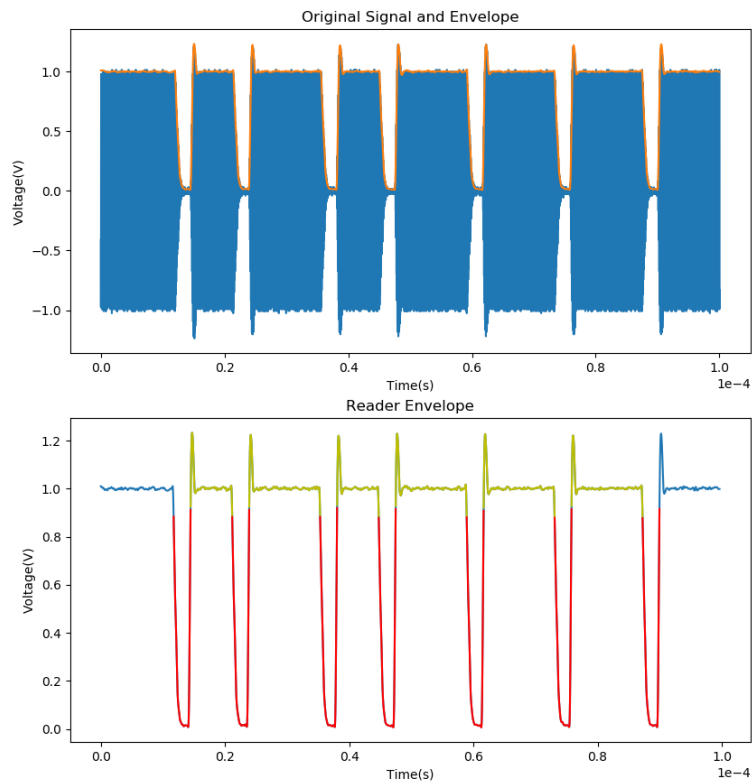 Original Signal and Envelope
1.0
0.5
0.0
−0.5
−1.0
Voltage(V)
0.0 0.2 0.4 0.6 0.8 1.0
Time(s)
1e−4
Reader Envelope
1.2
1.0
0.8
0.6
0.4
0.2
0.0
Voltage(V)
0.0 0.2 0.4 0.6 0.8 1.0
Time(s)
1e−4